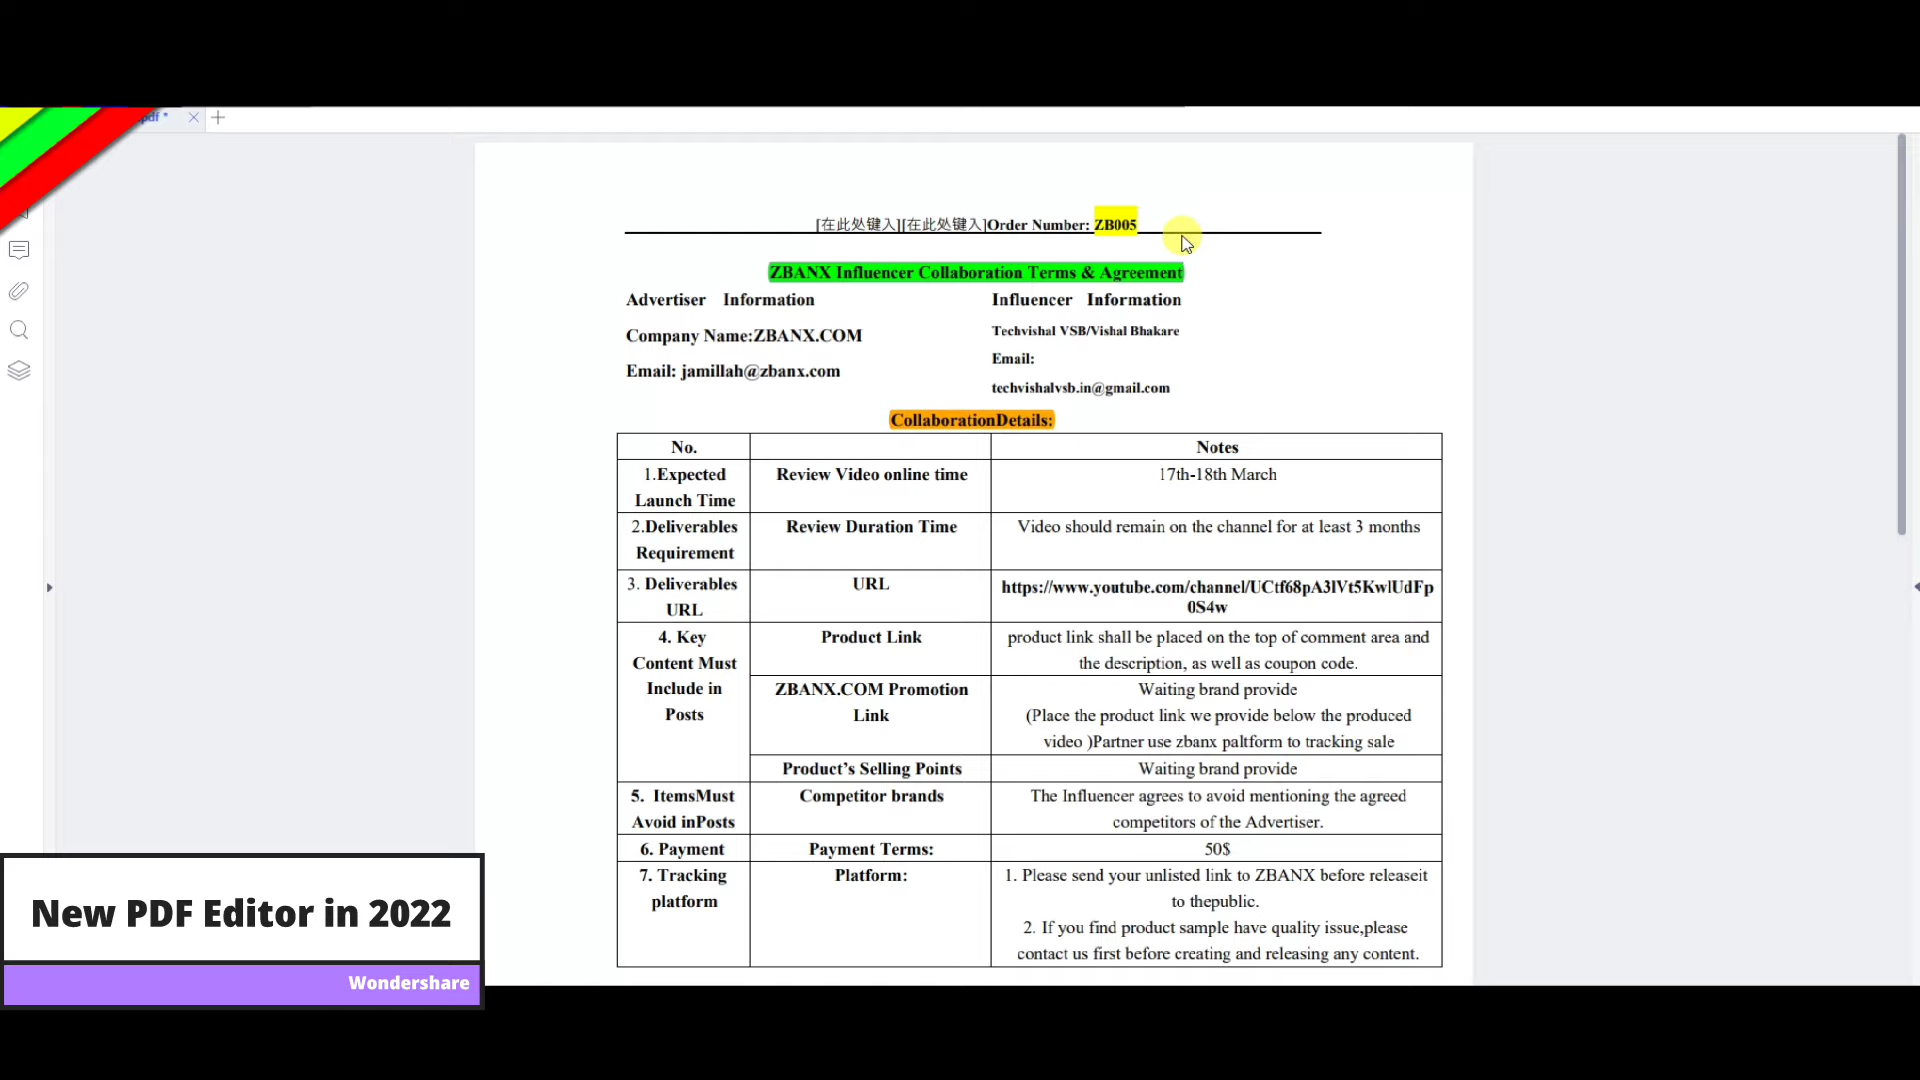 pdf *
[在此处键入][在此处键入]Order Number: ZB005
ZBANX Influencer Collaboration Terms & Agreement
Advertiser Information
Influencer Information
Company Name:ZBANX.COM
Techvishal VSB/Vishal Bhakare
Email: jamillah@zbanx.com
Email:
techvishalvsb.in@gmail.com
CollaborationDetails:
No.
Notes
1.Expected
Launch Time
Review Video online time
17th-18th March
2.Deliverables
Requirement
Review Duration Time
Video should remain on the channel for at least 3 months
3. Deliverables
URL
URL
https://www.youtube.com/channel/UCtf68pA3lVt5KwlUdFp
0S4w
4. Key
Content Must
Include in
Posts
Product Link
product link shall be placed on the top of comment area and
the description, as well as coupon code.
ZBANX.COM Promotion
Link
Waiting brand provide
(Place the product link we provide below the produced
video )Partner use zbanx paltform to tracking sale
Product’s Selling Points
Waiting brand provide
5. ItemsMust
Avoid inPosts
Competitor brands
The Influencer agrees to avoid mentioning the agreed
competitors of the Advertiser.
6. Payment
Payment Terms:
50$
7. Tracking
platform
Platform:
1. Please send your unlisted link to ZBANX before releaseit
to thepublic.
2. If you find product sample have quality issue,please
contact us first before creating and releasing any content.
New PDF Editor in 2022
Wondershare